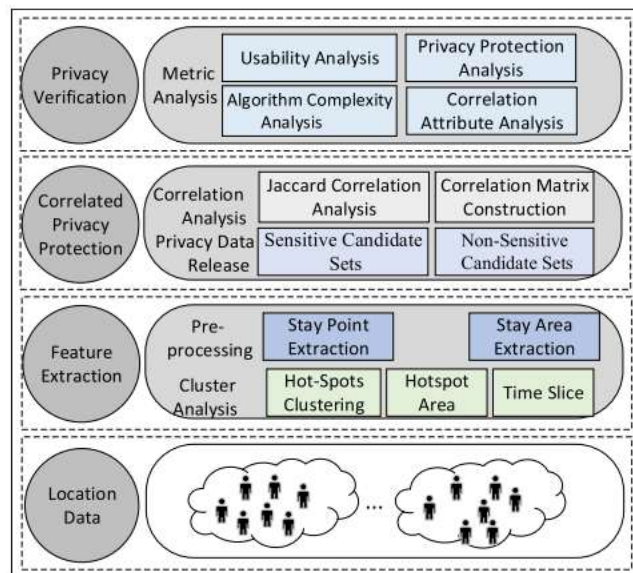 Privacy
Verification
Metric
Analysis
Usability Analysis
Privacy Protection
Analysis
Algorithm Complexity
Analysis
Correlation
Attribute Analysis
Correlated
Privacy
Protection
Correlation
Analysis
Jaccard Correlation
Analysis
Correlation Matrix
Construction
Privacy Data
Release
Sensitive Candidate
Sets
Non-Sensitive
Candidate Sets
Feature
Extraction
Pre-
processing
Stay Point
Extraction
Stay Area
Extraction
Cluster
Analysis
Hot-Spots
Clustering
Hotspot
Area
Time Slice
Location
Data
...